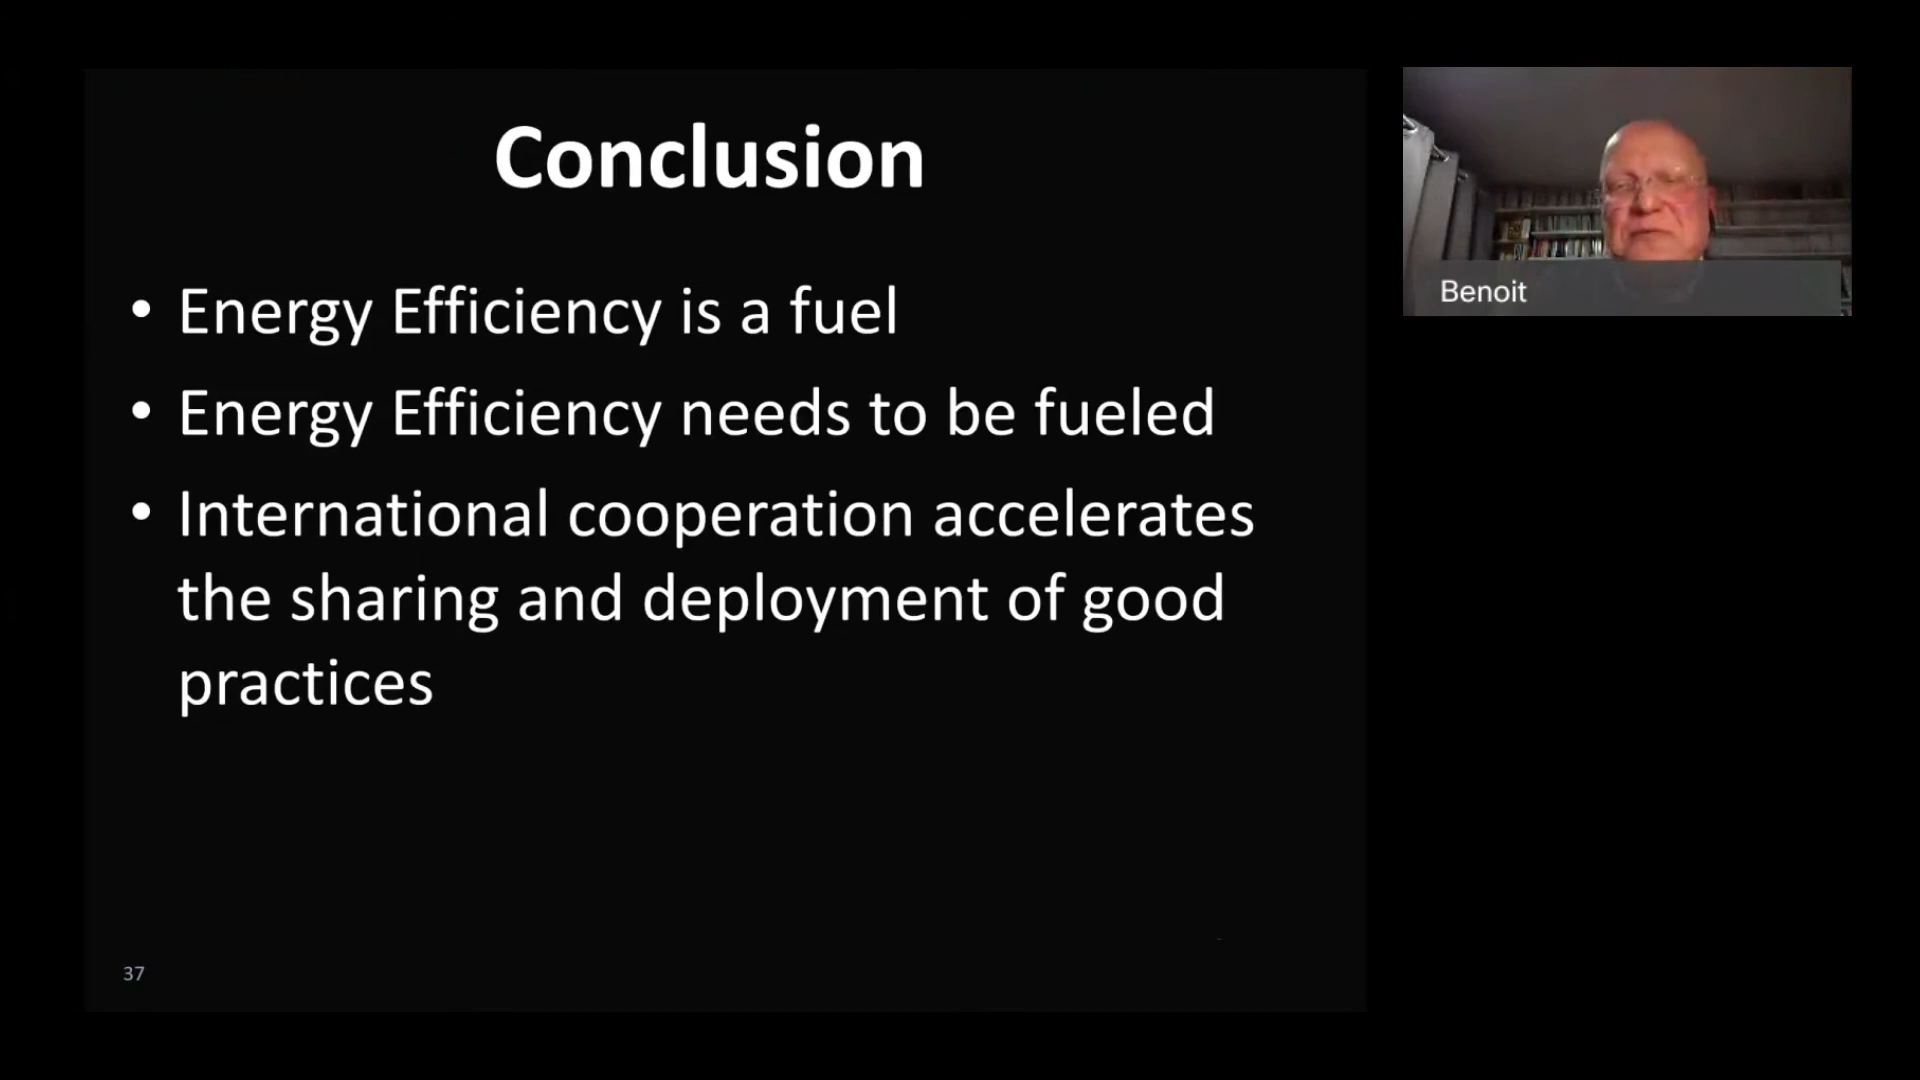 Conclusion
• Energy Efficiency is a fuel
• Energy Efficiency needs to be fueled
• International cooperation accelerates
the sharing and deployment of good
practices
37
Benoit